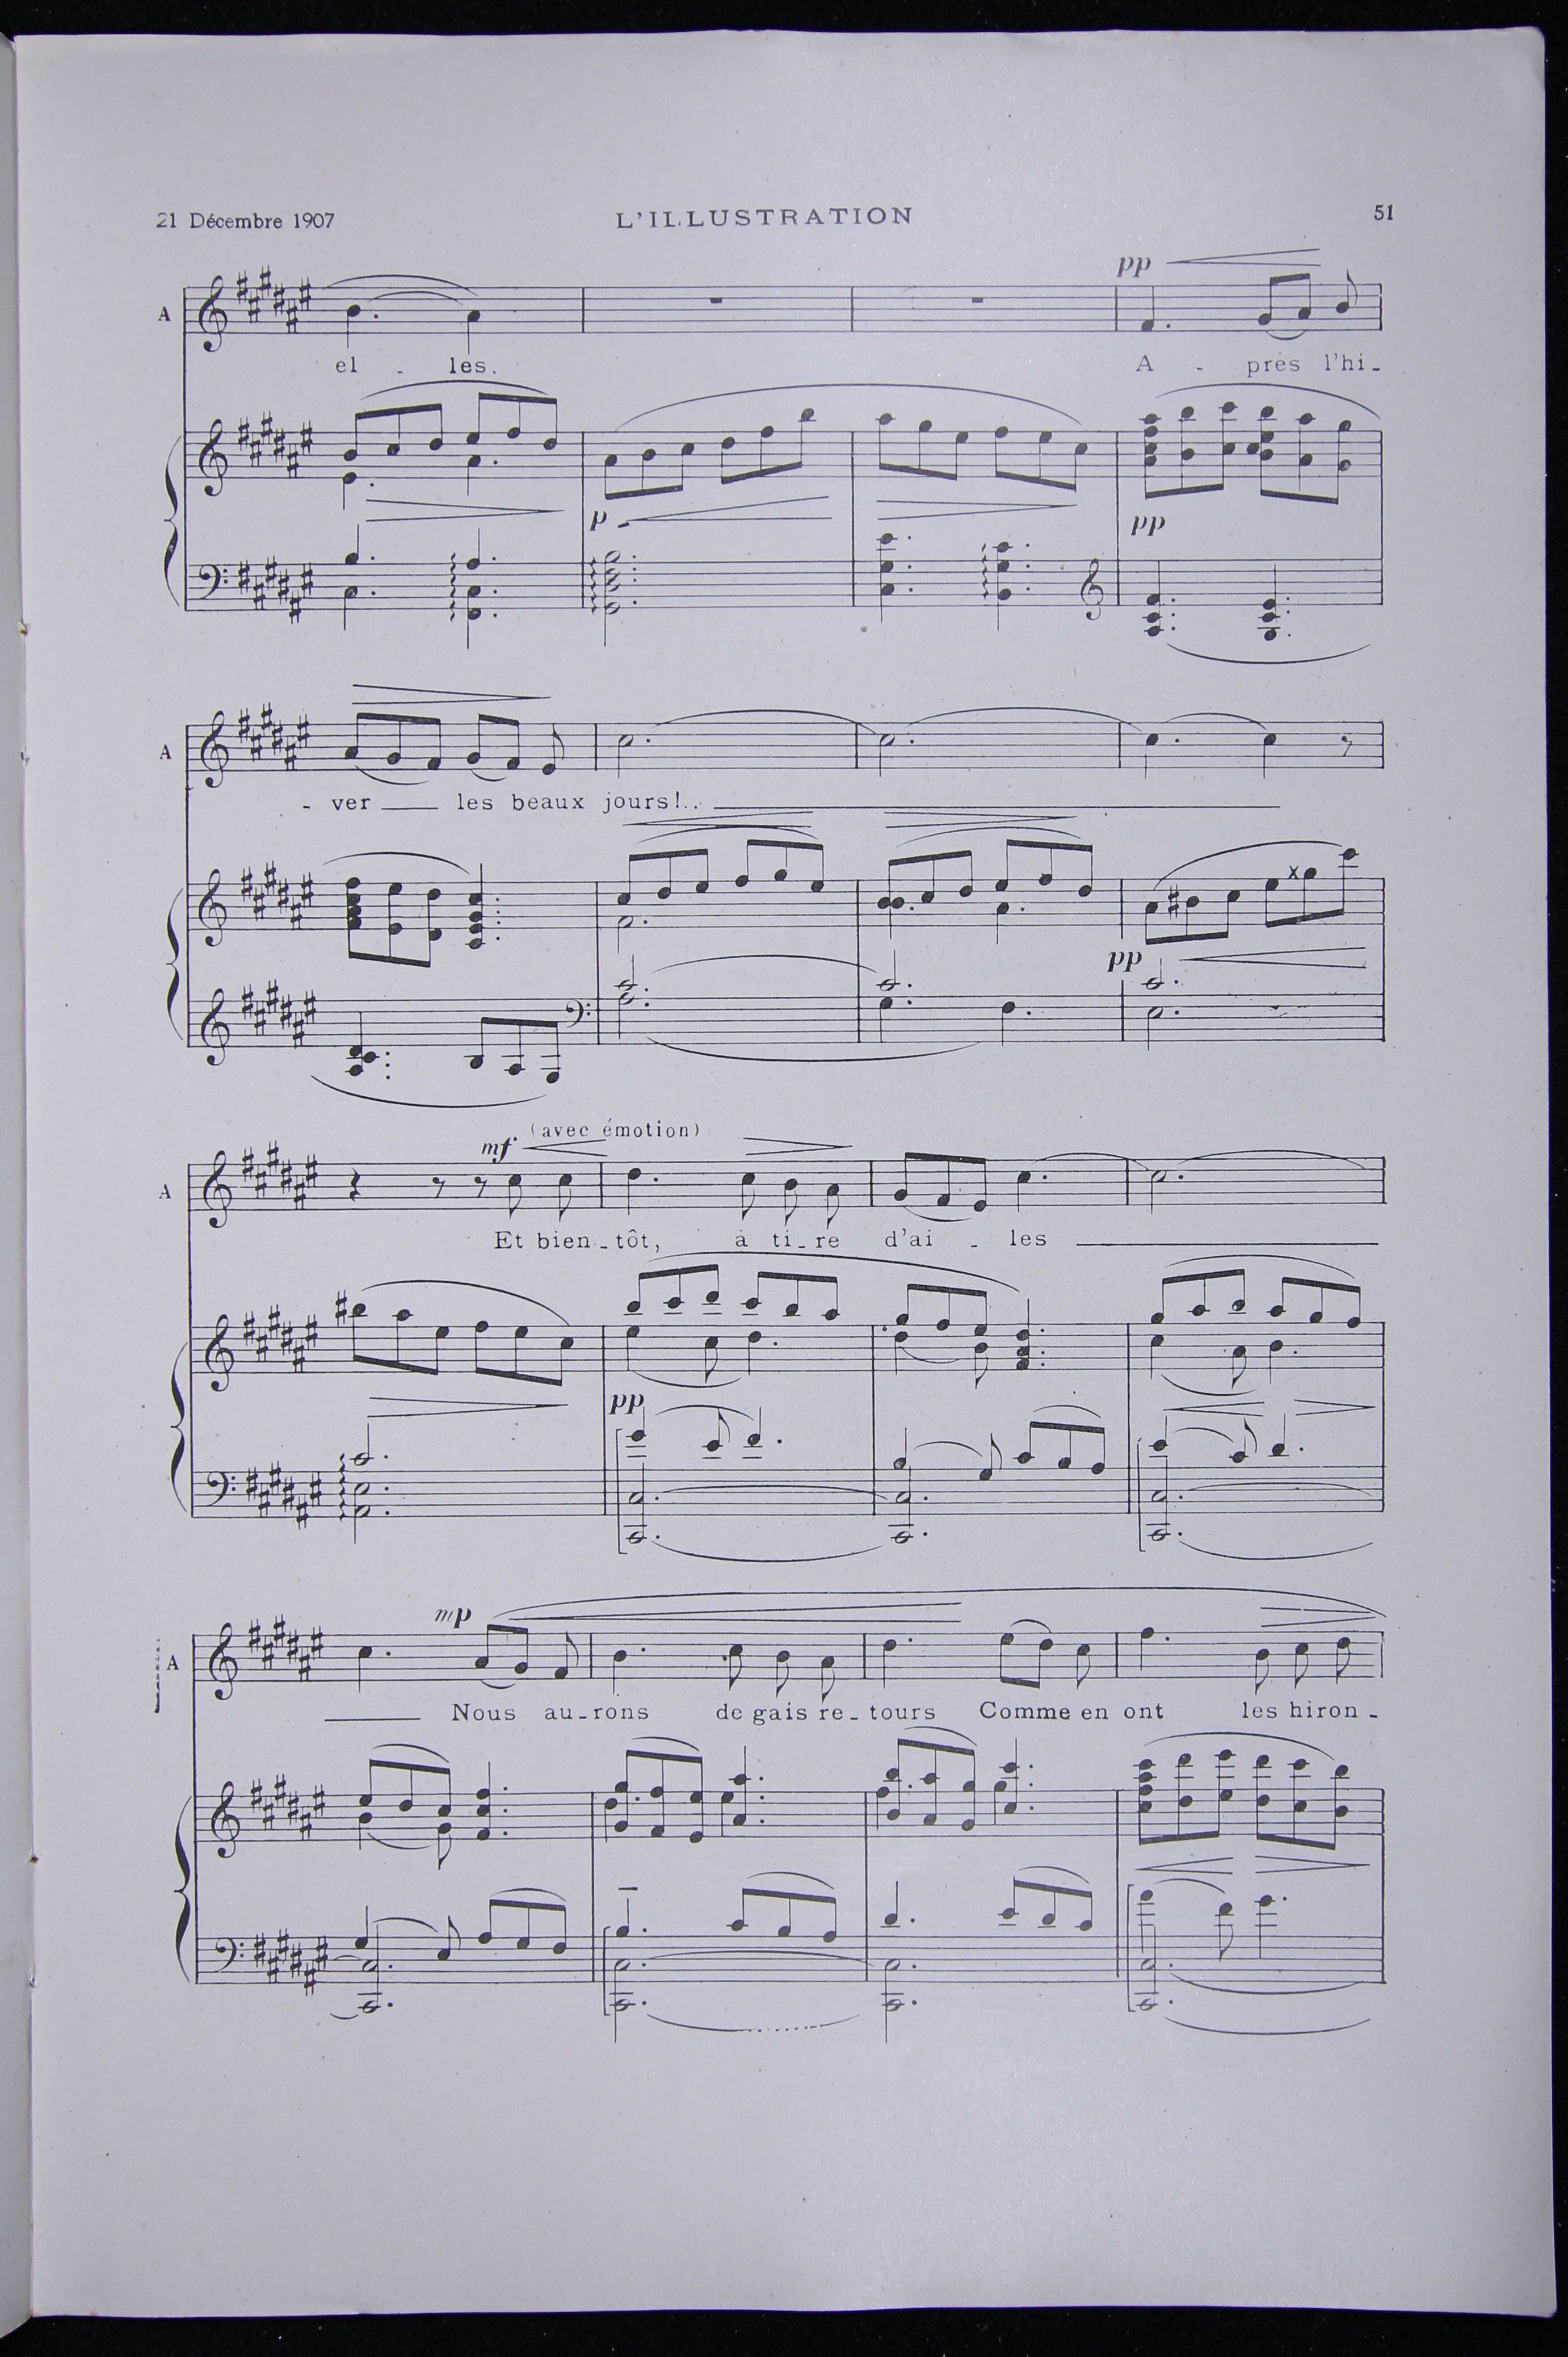 21 Décembre 1907 L'ILLUSTRATION 51
pp
A
el - les. A - près l'hi -
p pp
A
- ver les beaux jours!..
pp
mf (avec émotion)
A
Et bien - tôt, à ti - re d'ai - les
pp
mp
A
Nous au - rons de gais re - tours Comme en ont les hiron -